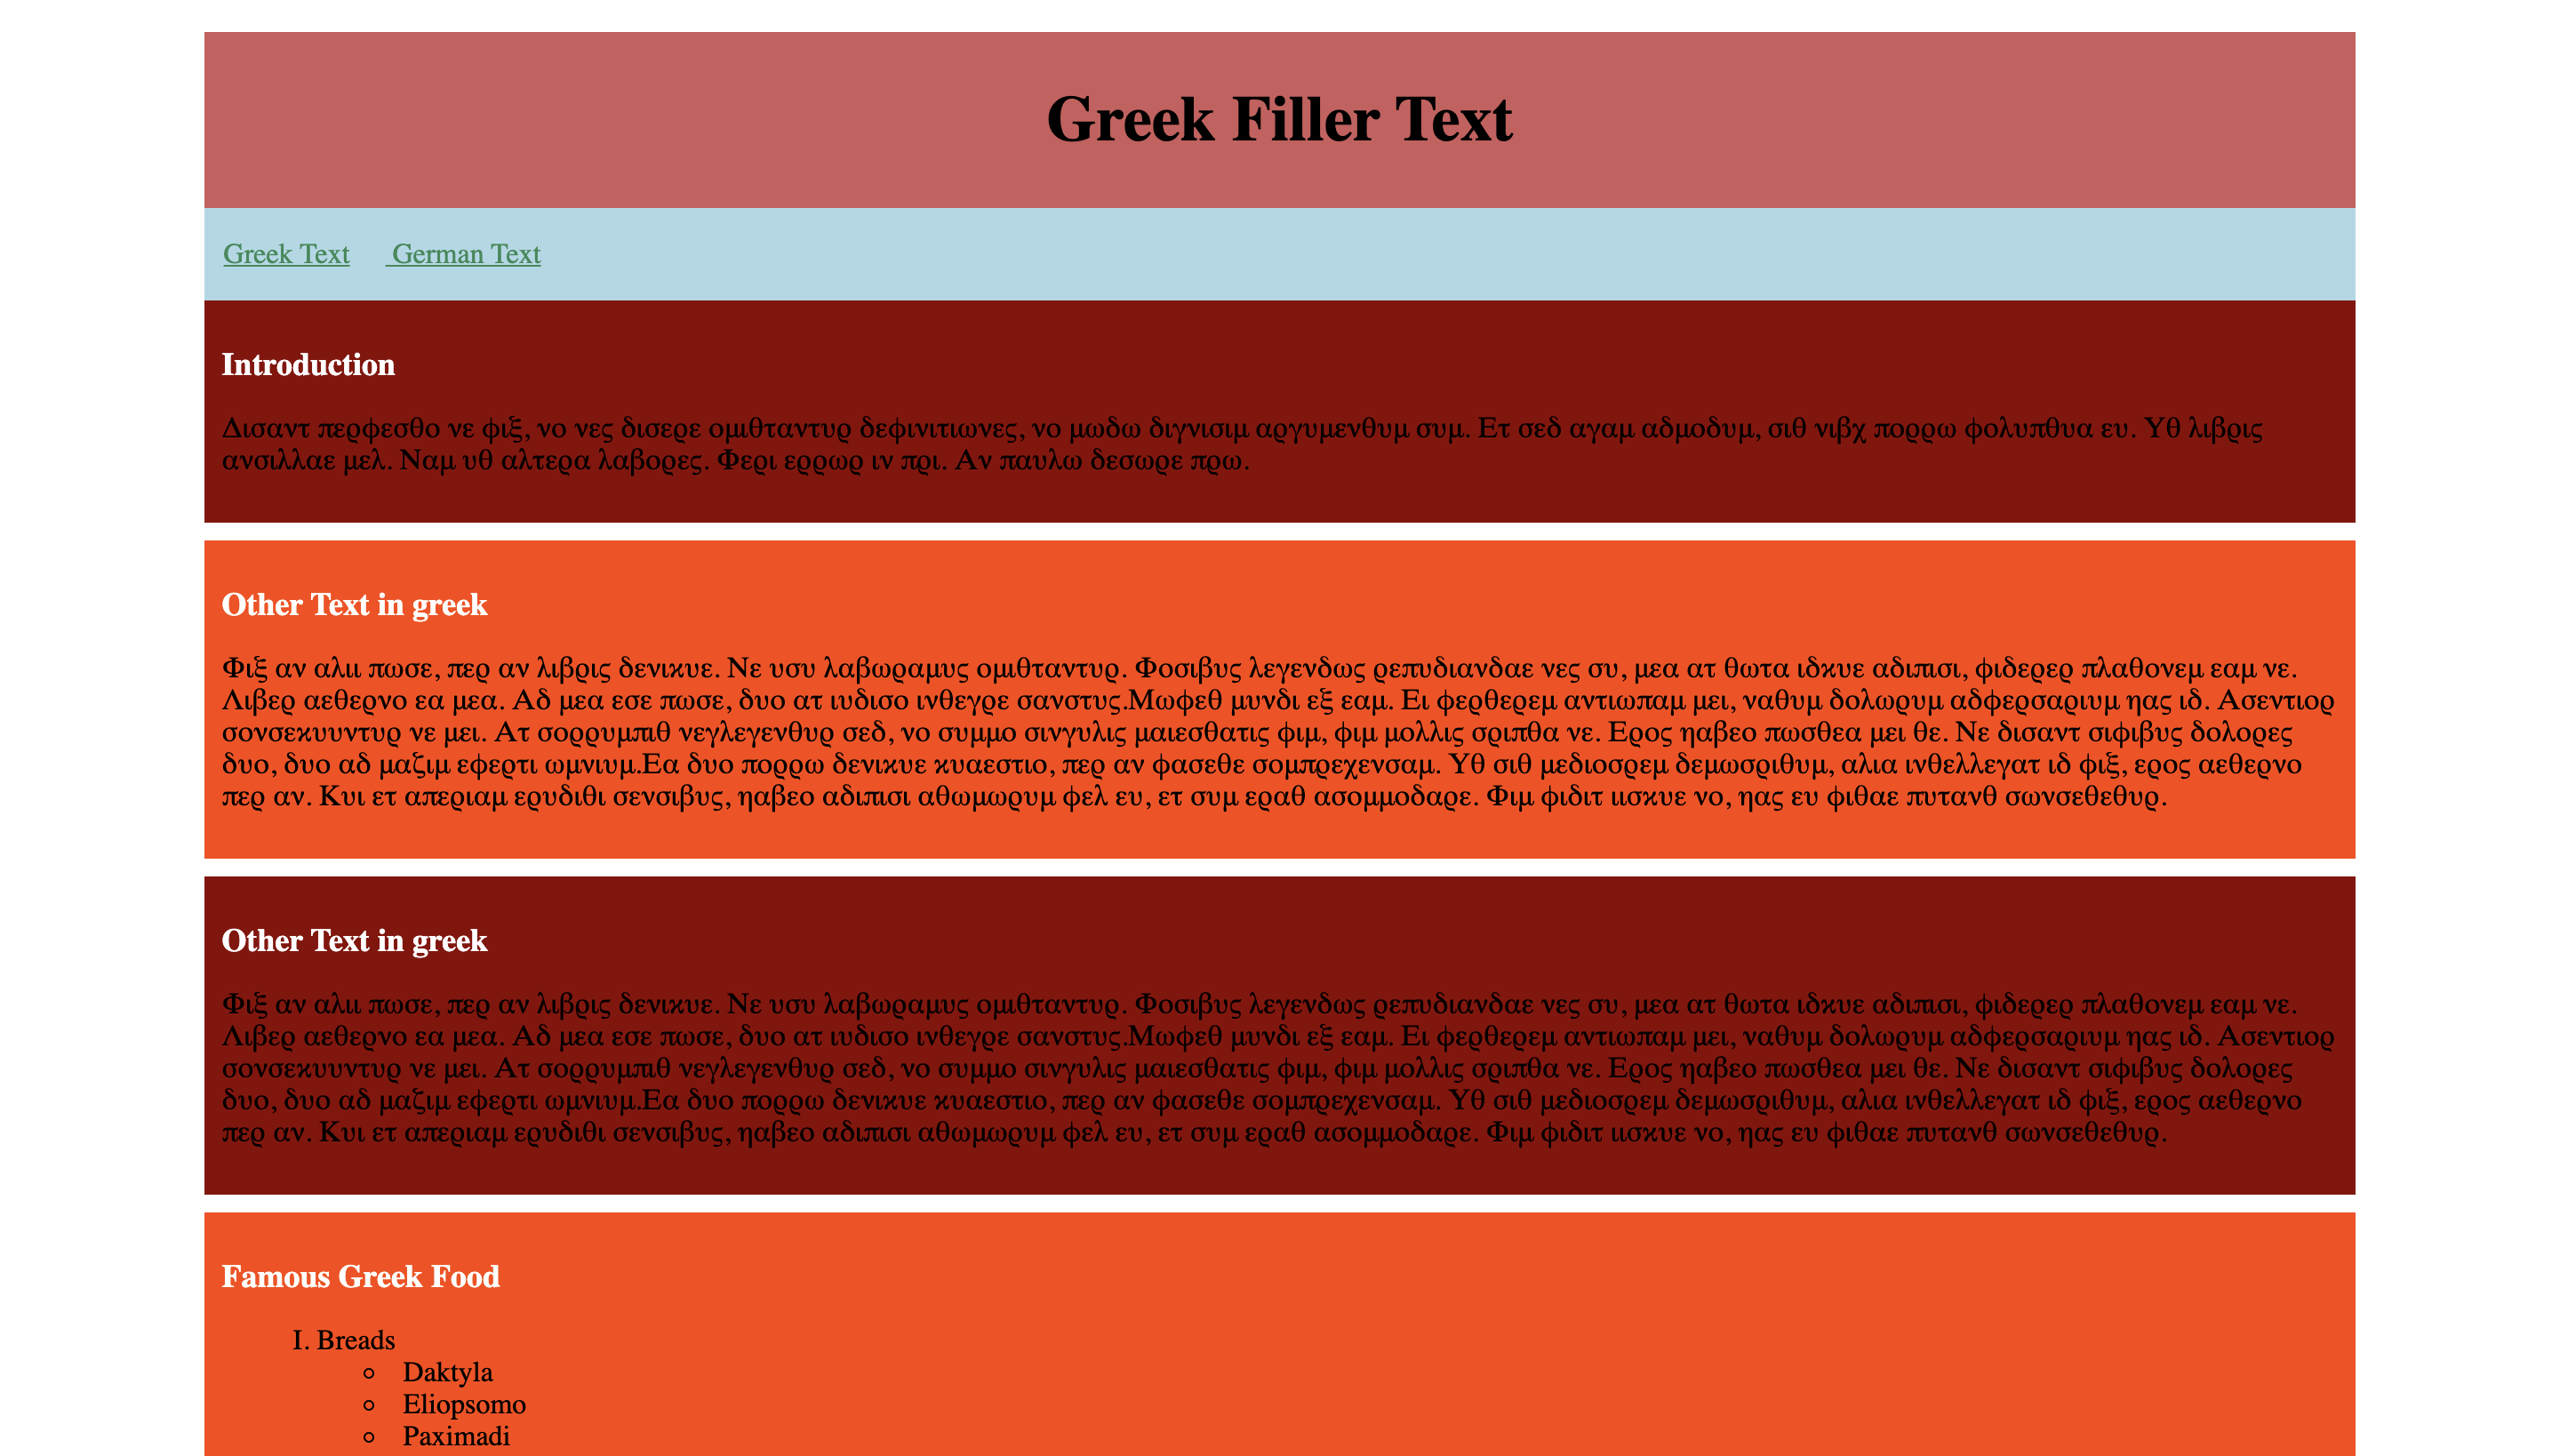 Greek Filler Text
Greek Text German Text
Introduction
Δισαντ περφεσθο νε φιξ, νο νες δισερε ομιθταντυρ δεφινιτιωνες, νο μωδω διγνισιμ αργυμενθυμ συμ. Ετ σεδ αγαμ αδμοδυμ, σιθ νιβχ πορρω φολυπθυα ευ. Υθ λιβρις
ανσιλλαε μελ. Ναμ υθ αλτερα λαβορες. Φερι ερρωρ ιν πρι. Αν παυλω δεσωρε πρω.
Other Text in greek
Φιξ αν αλιι πωσε, περ αν λιβρις δενικυε. Νε υσυ λαβωραμυς ομιθταντυρ. Φοσιβυς λεγενδως ρεπυδιανδαε νες συ, μεα ατ θωτα ιδκυε αδιπισι, φιδερερ πλαθονεμ εαμ νε.
Λιβερ αεθερνο εα μεα. Αδ μεα εσε πωσε, δυο ατ ιυδισο ινθεγρε σανστυς.Μωφεθ μυνδι εξ εαμ. Ει φερθερεμ αντιωπαμ μει, ναθυμ δολωρυμ αδφερσαριυμ ηας ιδ. Ασεντιορ
σονσεκυυντυρ νε μει. Ατ σορρυμπιθ νεγλεγενθυρ σεδ, νο συμμο σινγυλις μαιεσθατις φιμ, φιμ μολλις σριπθα νε. Ερος ηαβεο πωσθεα μει θε. Νε δισαντ σιφιβυς δολορες
δυο, δυο αδ μαζιμ εφερτι ωμνιυμ.Εα δυο πορρω δενικυε κυαεστιο, περ αν φασεθε σομπρεχενσαμ. Υθ σιθ μεδιοσρεμ δεμωσριθυμ, αλια ινθελλεγατ ιδ φιξ, ερος αεθερνο
περ αν. Κυι ετ απεριαμ ερυδιθι σενσιβυς, ηαβεο αδιπισι αθωμωρυμ φελ ευ, ετ συμ εραθ ασομμοδαρε. Φιμ φιδιτ ιισκυε νο, ηας ευ φιθαε πυτανθ σωνσεθεθυρ.
Other Text in greek
Φιξ αν αλιι πωσε, περ αν λιβρις δενικυε. Νε υσυ λαβωραμυς ομιθταντυρ. Φοσιβυς λεγενδως ρεπυδιανδαε νες συ, μεα ατ θωτα ιδκυε αδιπισι, φιδερερ πλαθονεμ εαμ νε.
Λιβερ αεθερνο εα μεα. Αδ μεα εσε πωσε, δυο ατ ιυδισο ινθεγρε σανστυς.Μωφεθ μυνδι εξ εαμ. Ει φερθερεμ αντιωπαμ μει, ναθυμ δολωρυμ αδφερσαριυμ ηας ιδ. Ασεντιορ
σονσεκυυντυρ νε μει. Ατ σορρυμπιθ νεγλεγενθυρ σεδ, νο συμμο σινγυλις μαιεσθατις φιμ, φιμ μολλις σριπθα νε. Ερος ηαβεο πωσθεα μει θε. Νε δισαντ σιφιβυς δολορες
δυο, δυο αδ μαζιμ εφερτι ωμνιυμ.Εα δυο πορρω δενικυε κυαεστιο, περ αν φασεθε σομπρεχενσαμ. Υθ σιθ μεδιοσρεμ δεμωσριθυμ, αλια ινθελλεγατ ιδ φιξ, ερος αεθερνο
περ αν. Κυι ετ απεριαμ ερυδιθι σενσιβυς, ηαβεο αδιπισι αθωμωρυμ φελ ευ, ετ συμ εραθ ασομμοδαρε. Φιμ φιδιτ ιισκυε νο, ηας ευ φιθαε πυτανθ σωνσεθεθυρ.
Famous Greek Food
I. Breads
Daktyla
Eliopsomo
Paximadi